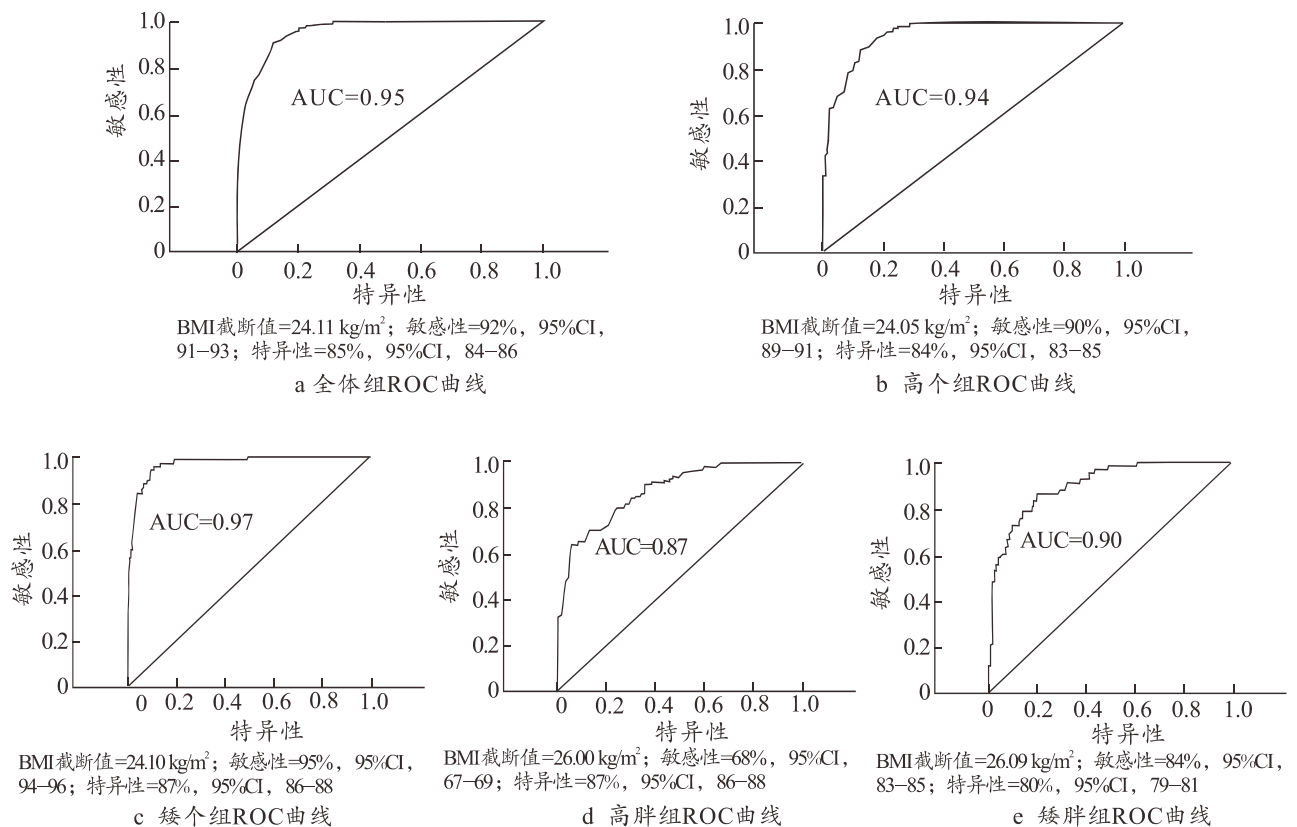 1.0
0.8
0.6
0.4
0.2
0
敏感性
AUC=0.95
0 0.2 0.4 0.6 0.8 1.0
特异性
BMI截断值=24.11 kg/m²；敏感性=92%，95%CI，
91−93；特异性=85%，95%CI，84−86
a 全体组ROC曲线
1.0
0.8
0.6
0.4
0.2
0
敏感性
AUC=0.94
0 0.2 0.4 0.6 0.8 1.0
特异性
BMI截断值=24.05 kg/m²；敏感性=90%，95%CI，
89−91；特异性=84%，95%CI，83−85
b 高个组ROC曲线
1.0
0.8
0.6
0.4
0.2
0
敏感性
AUC=0.97
0 0.2 0.4 0.6 0.8 1.0
特异性
BMI截断值=24.10 kg/m²；敏感性=95%，95%CI，
94−96；特异性=87%，95%CI，86−88
c 矮个组ROC曲线
1.0
0.8
0.6
0.4
0.2
0
敏感性
AUC=0.87
0 0.2 0.4 0.6 0.8 1.0
特异性
BMI截断值=26.00 kg/m²；敏感性=68%，95%CI，
67−69；特异性=87%，95%CI，86−88
d 高胖组ROC曲线
1.0
0.8
0.6
0.4
0.2
0
敏感性
AUC=0.90
0 0.2 0.4 0.6 0.8 1.0
特异性
BMI截断值=26.09 kg/m²；敏感性=84%，95%CI，
83−85；特异性=80%，95%CI，79−81
e 矮胖组ROC曲线